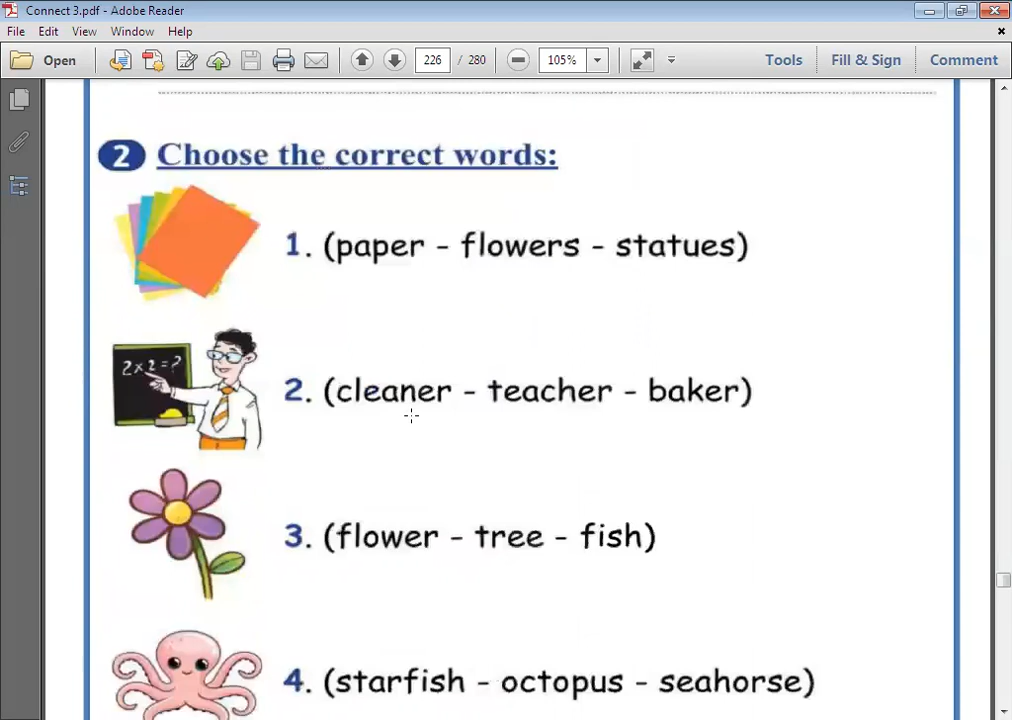 Connect 3.pdf - Adobe Reader
File Edit View Window Help
Open 226 / 280 105% Tools Fill & Sign Comment
2 Choose the correct words:
1. (paper - flowers - statues)
2 x 2 = ?
2. (cleaner - teacher - baker)
3. (flower - tree - fish)
4. (starfish - octopus - seahorse)